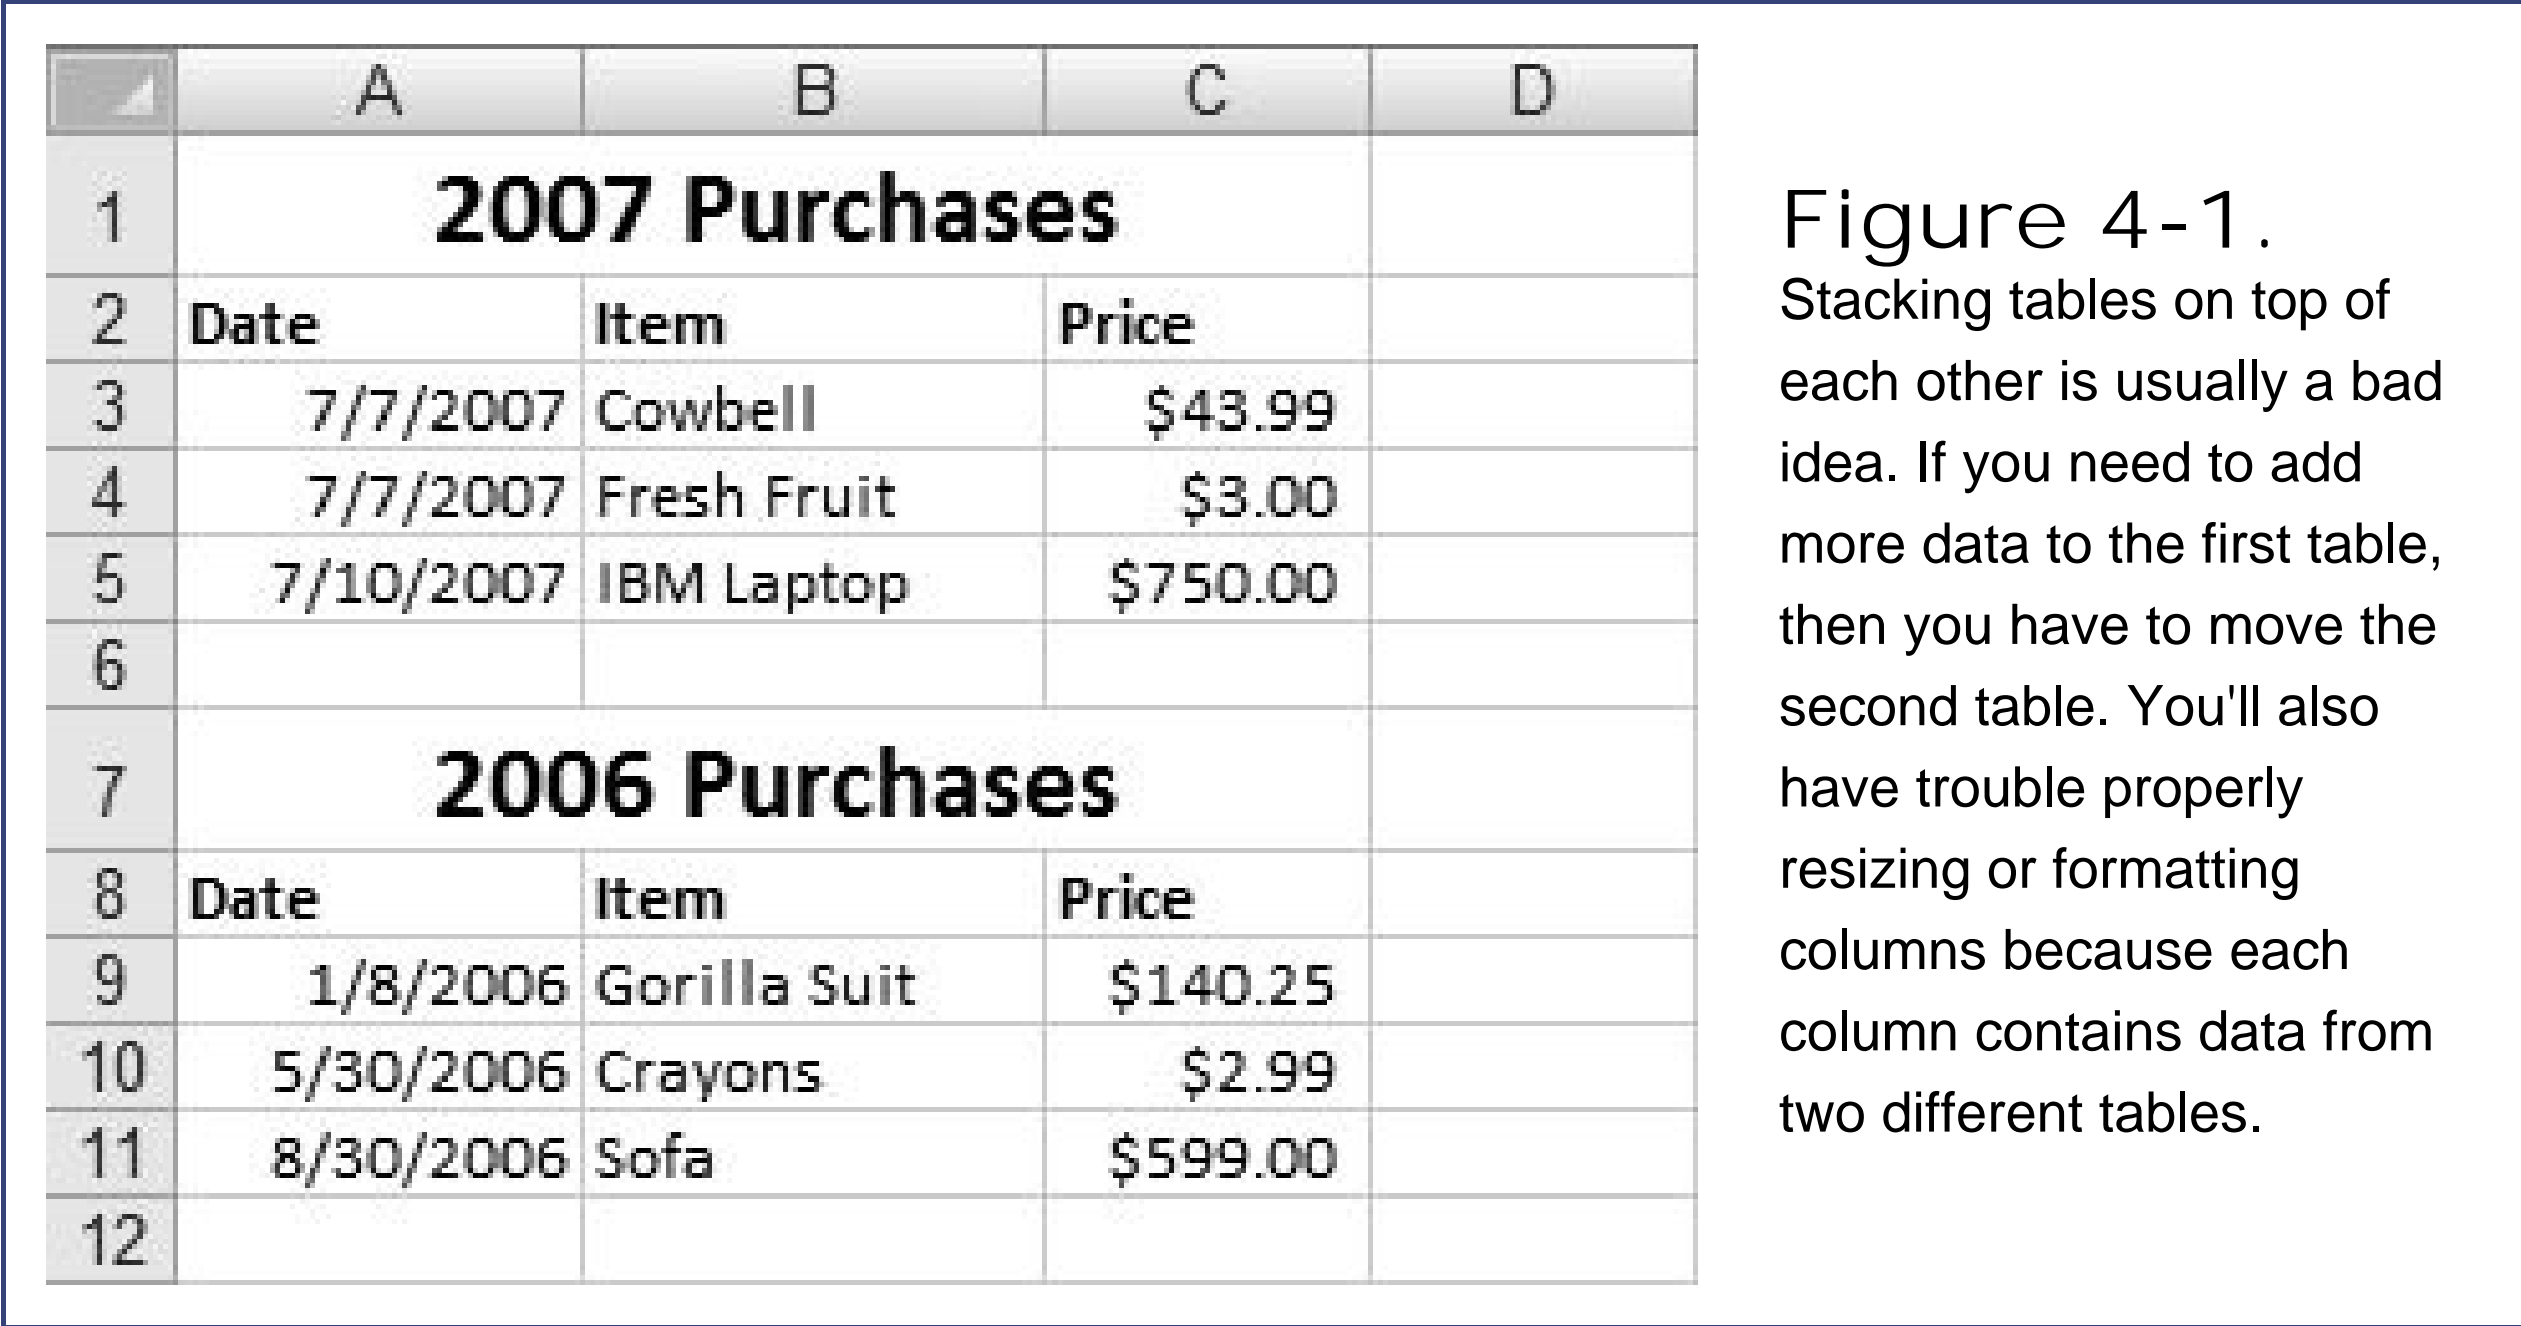 A B C D
1 2007 Purchases
2 Date Item Price
3 7/7/2007 Cowbell $43.99
4 7/7/2007 Fresh Fruit $3.00
5 7/10/2007 IBM Laptop $750.00
6
7 2006 Purchases
8 Date Item Price
9 1/8/2006 Gorilla Suit $140.25
10 5/30/2006 Crayons $2.99
11 8/30/2006 Sofa $599.00
12
Figure 4-1.
Stacking tables on top of
each other is usually a bad
idea. If you need to add
more data to the first table,
then you have to move the
second table. You'll also
have trouble properly
resizing or formatting
columns because each
column contains data from
two different tables.